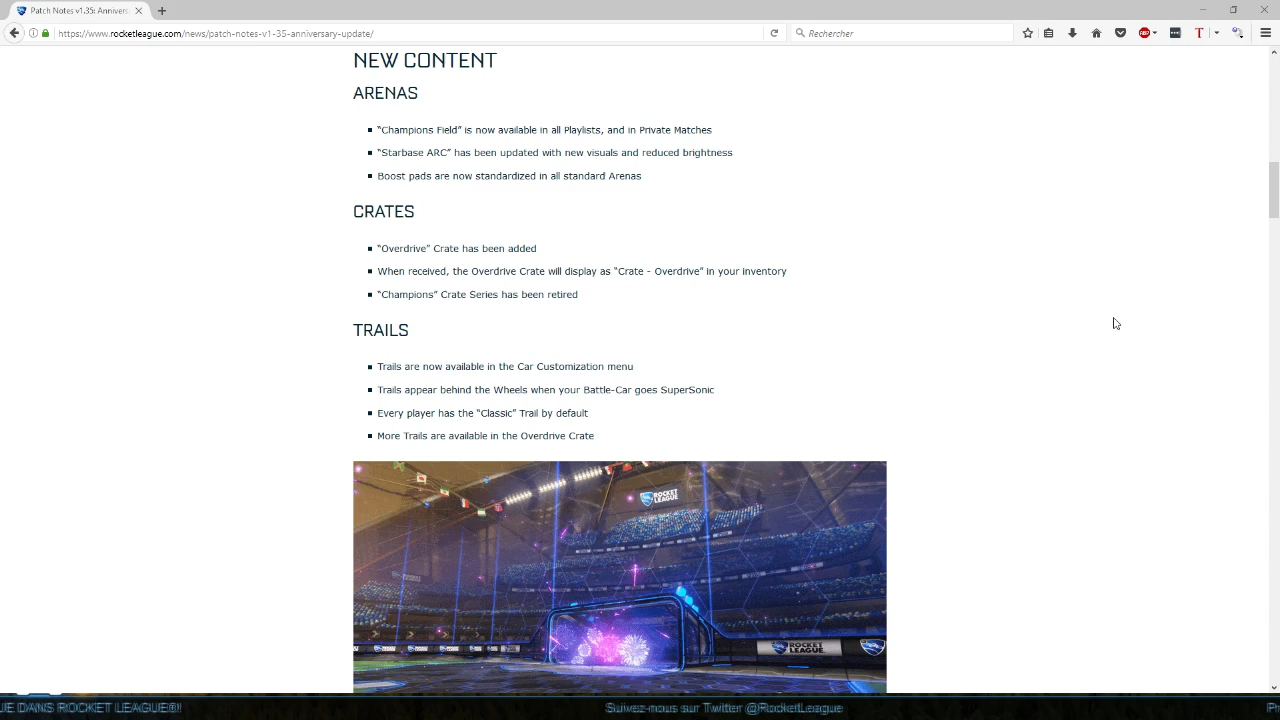 Patch Notes v1.35: Annivers
https://www.rocketleague.com/news/patch-notes-v1-35-anniversary-update/
Rechercher
ABP
T
NEW CONTENT
ARENAS
“Champions Field” is now available in all Playlists, and in Private Matches
“Starbase ARC” has been updated with new visuals and reduced brightness
Boost pads are now standardized in all standard Arenas
CRATES
“Overdrive” Crate has been added
When received, the Overdrive Crate will display as “Crate - Overdrive” in your inventory
“Champions” Crate Series has been retired
TRAILS
Trails are now available in the Car Customization menu
Trails appear behind the Wheels when your Battle-Car goes SuperSonic
Every player has the “Classic” Trail by default
More Trails are available in the Overdrive Crate
ROCKET LEAGUE
ROCKET LEAGUE
UE DANS ROCKET LEAGUE®! Suivez-nous sur Twitter @RocketLeague